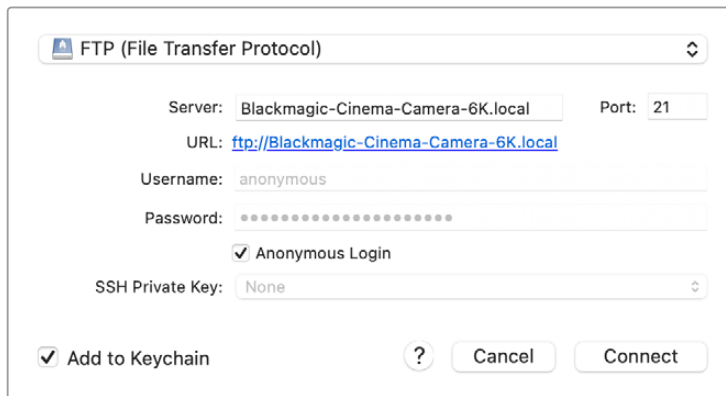 FTP (File Transfer Protocol)
Server: Blackmagic-Cinema-Camera-6K.local Port: 21
URL: ftp://Blackmagic-Cinema-Camera-6K.local
Username: anonymous
Password: ●●●●●●●●●●●●●●●●●●●●●
Anonymous Login
SSH Private Key: None
Add to Keychain ? Cancel Connect